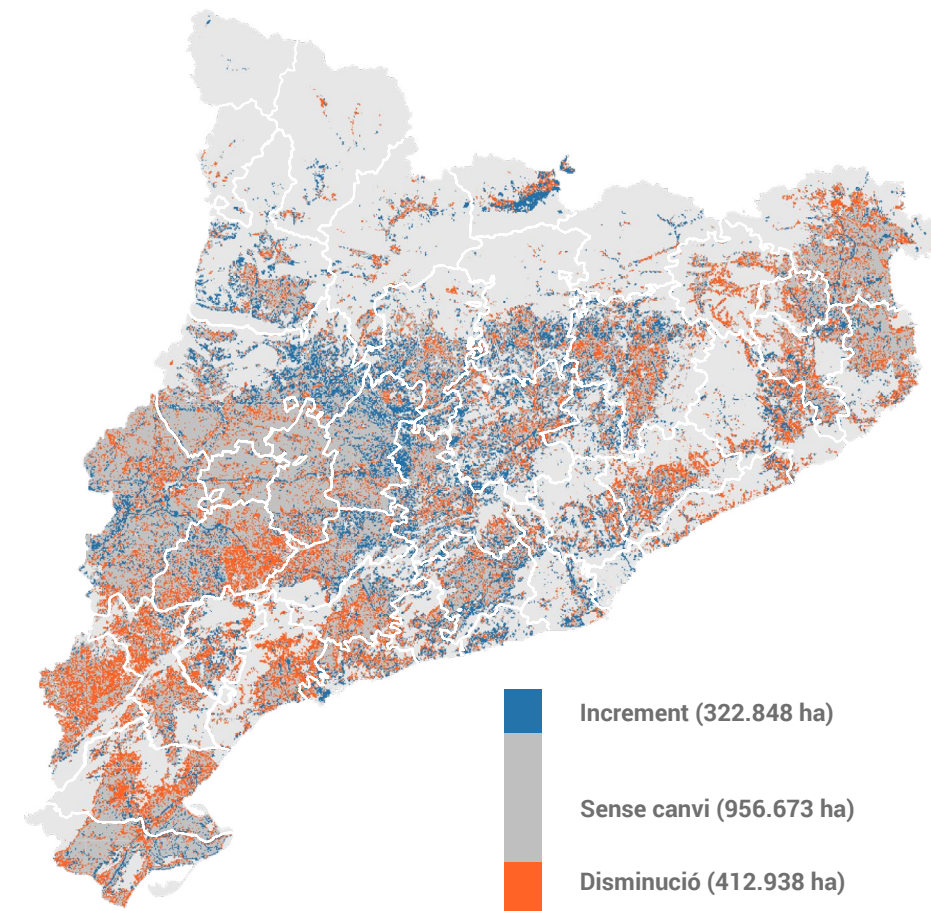 Increment (322.848 ha)
Sense canvi (956.673 ha)
Disminució (412.938 ha)